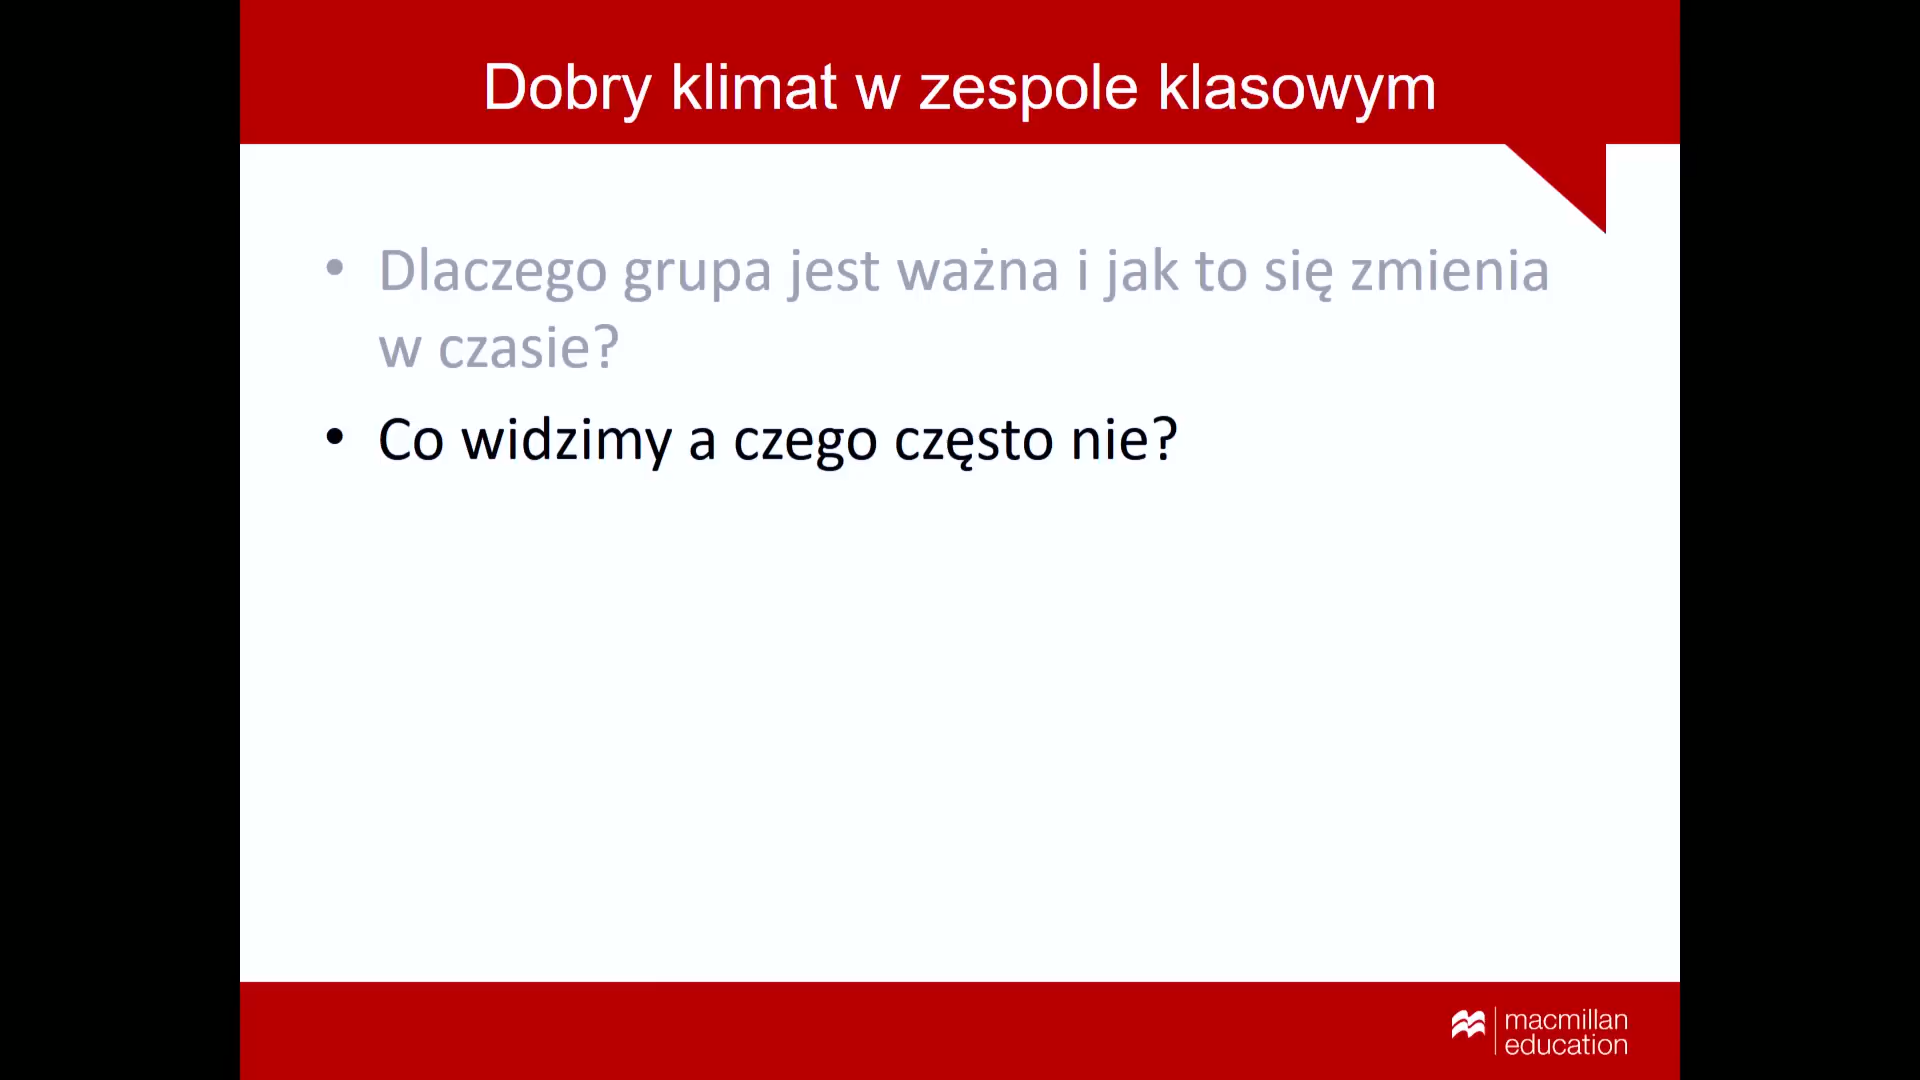 Dobry klimat w zespole klasowym
• Dlaczego grupa jest ważna i jak to się zmienia
w czasie?
• Co widzimy a czego często nie?
macmillan
education